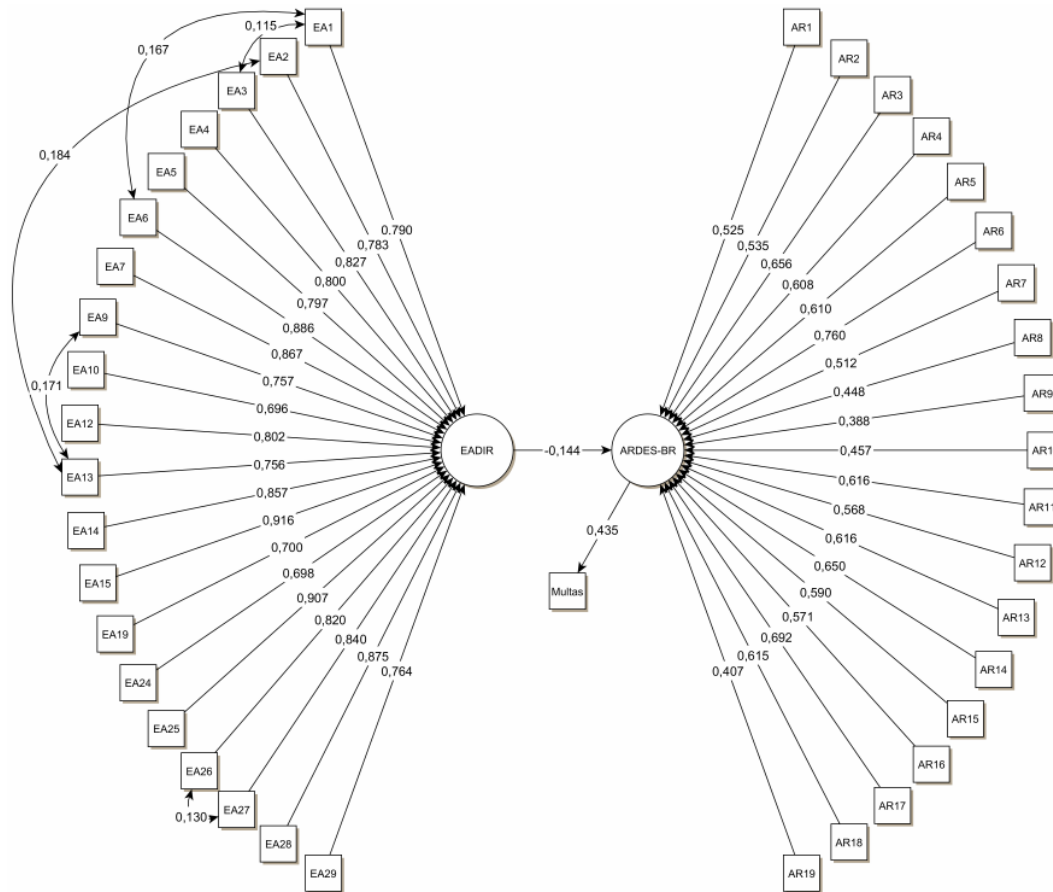 EA1
EA2
EA3
EA4
EA5
EA6
EA7
EA9
EA10
EA12
EA13
EA14
EA15
EA19
EA24
EA25
EA26
EA27
EA28
EA29
0,115
0,167
0,184
0,171
0,130
0,790
0,783
0,827
0,800
0,797
0,886
0,867
0,757
0,696
0,802
0,756
0,857
0,916
0,700
0,698
0,907
0,820
0,840
0,875
0,764
EADIR
-0,144
ARDES-BR
0,435
Multas
0,525
0,535
0,656
0,608
0,610
0,760
0,512
0,448
0,388
0,457
0,616
0,568
0,616
0,650
0,590
0,571
0,692
0,615
0,407
AR1
AR2
AR3
AR4
AR5
AR6
AR7
AR8
AR9
AR1
AR11
AR12
AR13
AR14
AR15
AR16
AR17
AR18
AR19